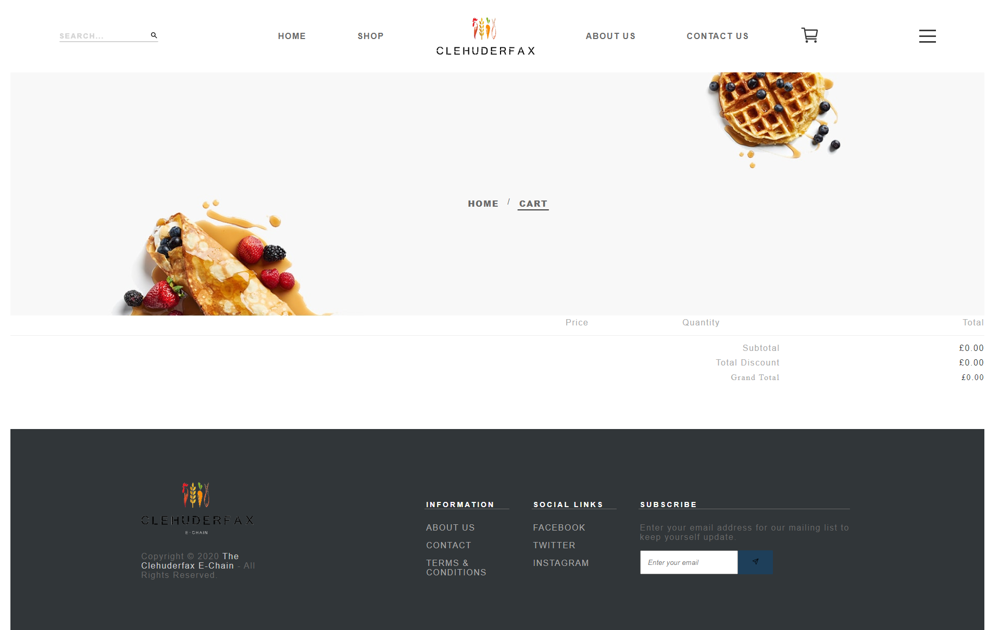 SEARCH...
HOME
SHOP
CLEHUDERFAX
ABOUT US
CONTACT US
HOME / CART
Price
Quantity
Total
Subtotal
£0.00
Total Discount
£0.00
Grand Total
£0.00
CLEHUDERFAX
E-CHAIN
Copyright © 2020 The
Clehuderfax E-Chain - All
Rights Reserved.
INFORMATION
ABOUT US
CONTACT
TERMS &
CONDITIONS
SOCIAL LINKS
FACEBOOK
TWITTER
INSTAGRAM
SUBSCRIBE
Enter your email address for our mailing list to
keep yourself update.
Enter your email